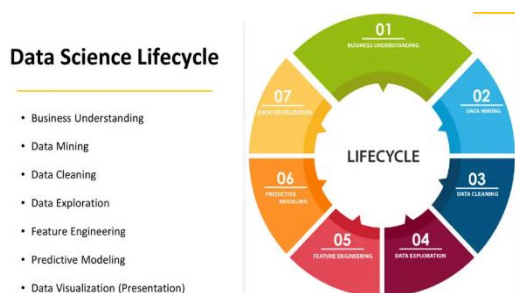 Data Science Lifecycle
• Business Understanding
• Data Mining
• Data Cleaning
• Data Exploration
• Feature Engineering
• Predictive Modeling
• Data Visualization (Presentation)
01
BUSINESS UNDERSTANDING
02
DATA MINING
03
DATA CLEANING
04
DATA EXPLORATION
05
FEATURE ENGINEERING
06
PREDICTIVE
MODELING
07
DATA VISUALIZATION
LIFECYCLE